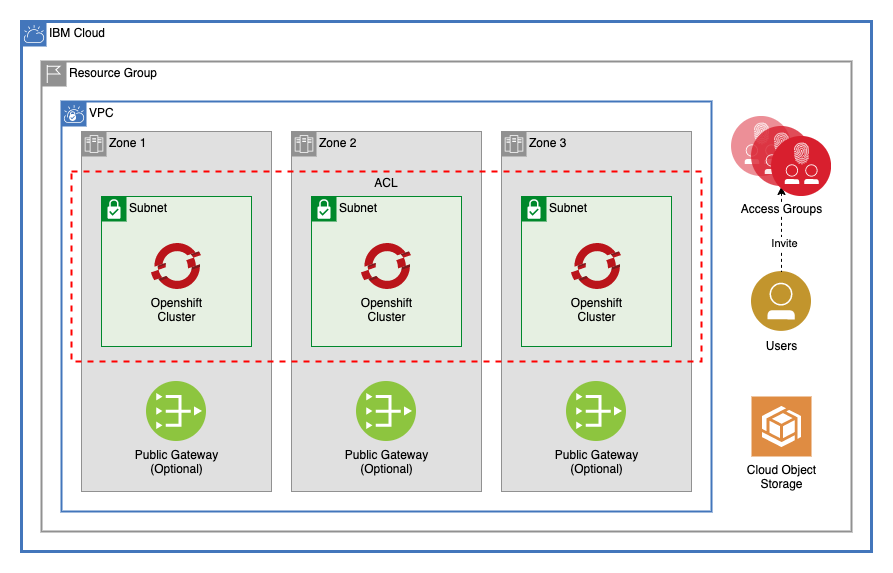 IBM Cloud
Resource Group
VPC
Zone 1
Zone 2
Zone 3
ACL
Subnet
Subnet
Subnet
Openshift
Cluster
Openshift
Cluster
Openshift
Cluster
Public Gateway
(Optional)
Public Gateway
(Optional)
Public Gateway
(Optional)
Access Groups
Invite
Users
Cloud Object
Storage